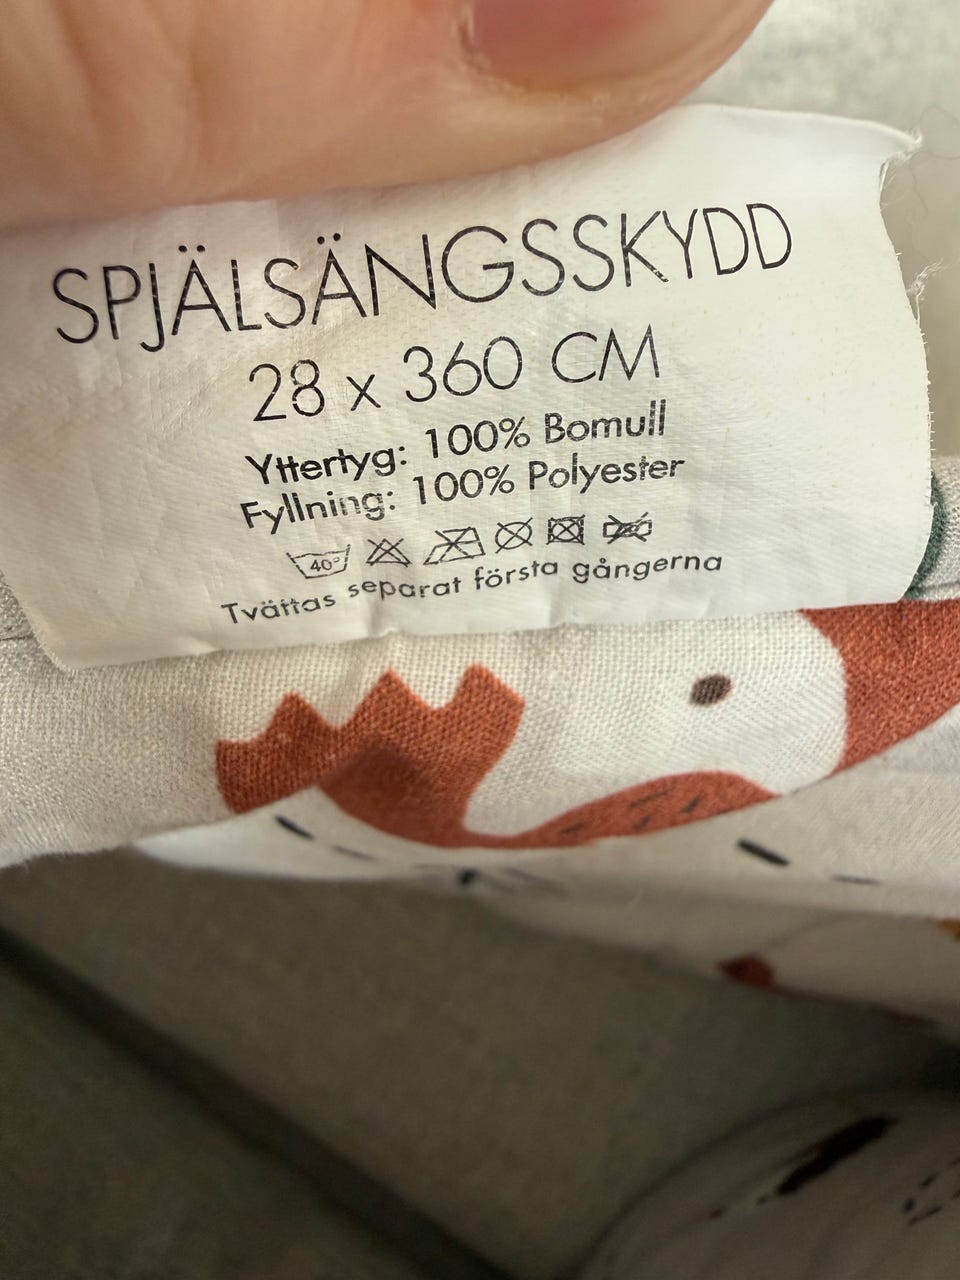 SPJÄLSÄNGSSKYDD
28 x 360 CM
Yttertyg: 100% Bomull
Fyllning: 100% Polyester
40°
Tvättas separat första gångerna